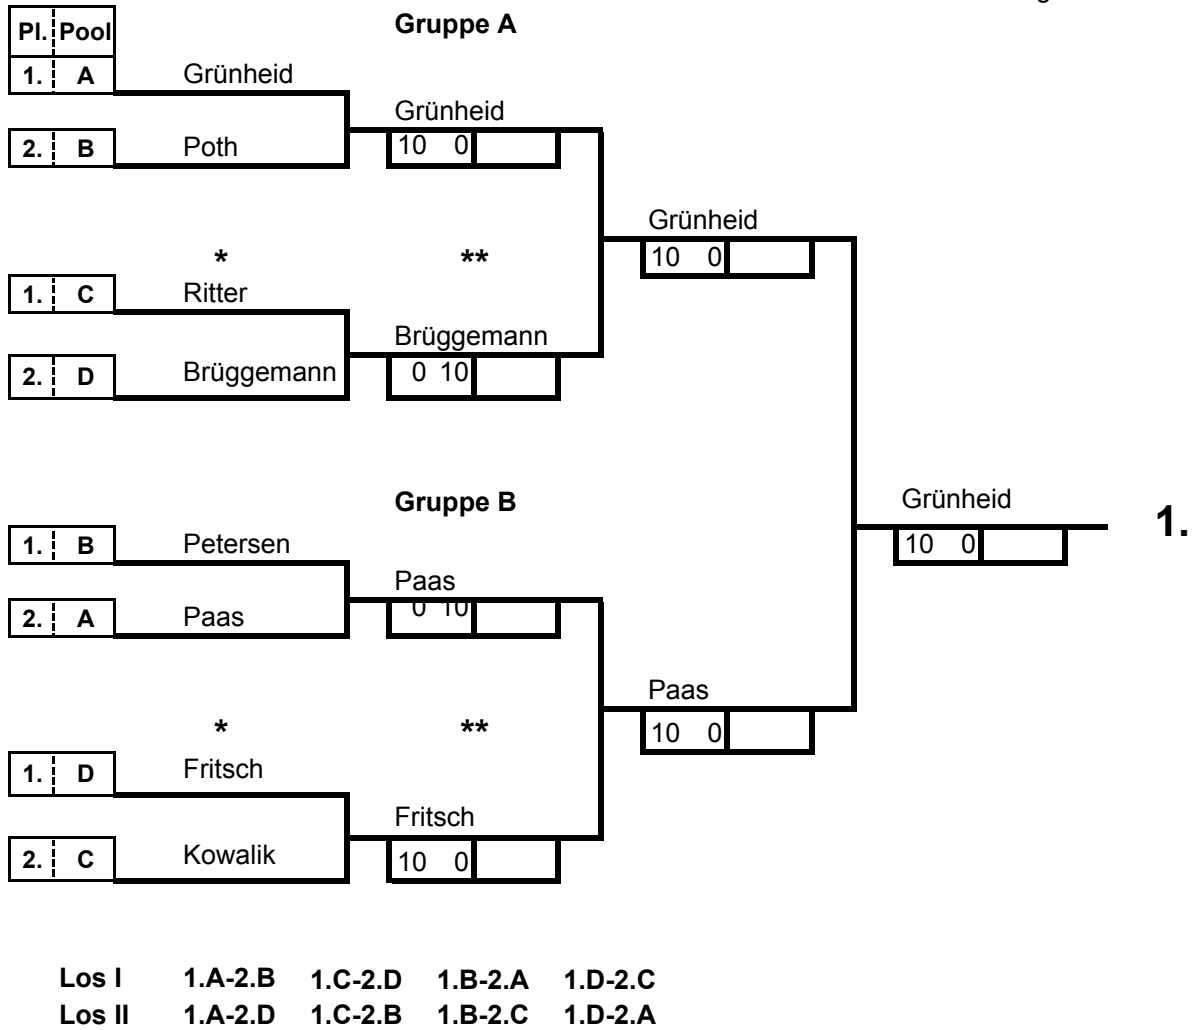 Pl. Pool
Gruppe A
1. A Grünheid
Grünheid
2. B Poth
10 0
Grünheid
10 0
* **
1. C Ritter
Brüggemann
2. D Brüggemann
0 10
Gruppe B
Grünheid
1.
10 0
1. B Petersen
Paas
0 10
2. A Paas
Paas
10 0
* **
1. D Fritsch
Fritsch
2. C Kowalik
10 0
Los I 1.A-2.B 1.C-2.D 1.B-2.A 1.D-2.C
Los II 1.A-2.D 1.C-2.B 1.B-2.C 1.D-2.A